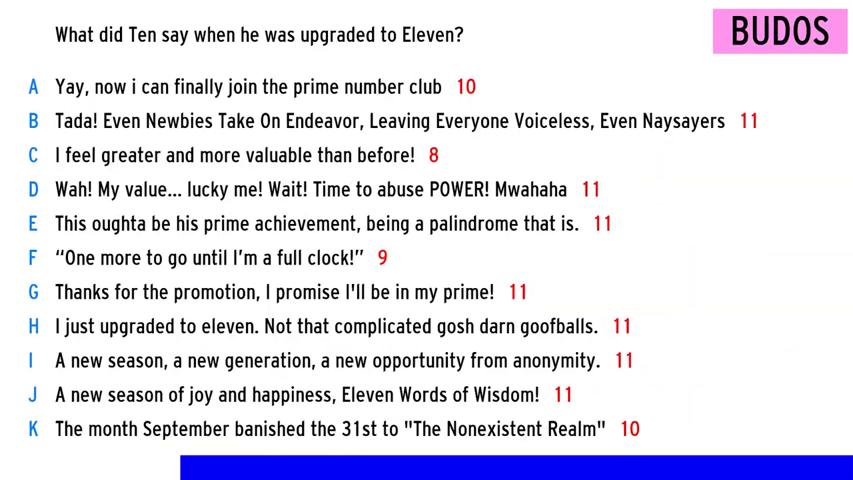 What did Ten say when he was upgraded to Eleven?
BUDOS
A Yay, now i can finally join the prime number club 10
B Tada! Even Newbies Take On Endeavor, Leaving Everyone Voiceless, Even Naysayers 11
C I feel greater and more valuable than before! 8
D Wah! My value... lucky me! Wait! Time to abuse POWER! Mwahaha 11
E This oughta be his prime achievement, being a palindrome that is. 11
F “One more to go until I’m a full clock!” 9
G Thanks for the promotion, I promise I'll be in my prime! 11
H I just upgraded to eleven. Not that complicated gosh darn goofballs. 11
I A new season, a new generation, a new opportunity from anonymity. 11
J A new season of joy and happiness, Eleven Words of Wisdom! 11
K The month September banished the 31st to "The Nonexistent Realm" 10